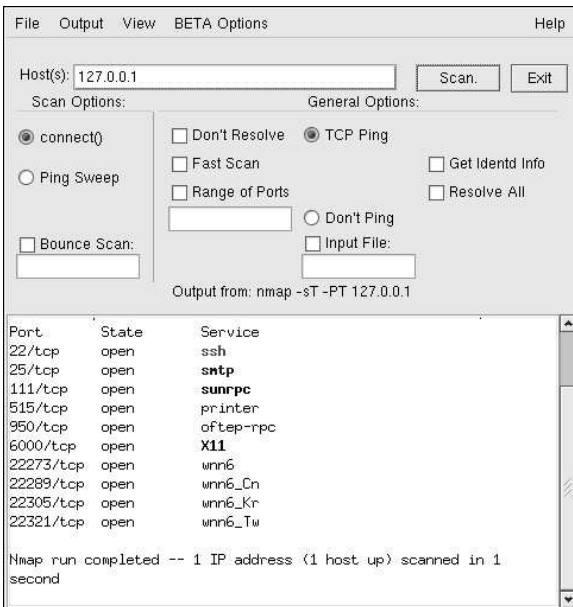 File Output View BETA Options Help
Host(s): 127.0.0.1 Scan. Exit
Scan Options: General Options:
connect() Don't Resolve TCP Ping
Ping Sweep Fast Scan Get Identd Info
Range of Ports Resolve All
Don't Ping
Bounce Scan: Input File:
Output from: nmap -sT -PT 127.0.0.1
Port State Service
22/tcp open ssh
25/tcp open smtp
111/tcp open sunrpc
515/tcp open printer
950/tcp open oftep-rpc
6000/tcp open X11
22273/tcp open wnn6
22289/tcp open wnn6_Cn
22305/tcp open wnn6_Kr
22321/tcp open wnn6_Tw
Nmap run completed -- 1 IP address (1 host up) scanned in 1
second